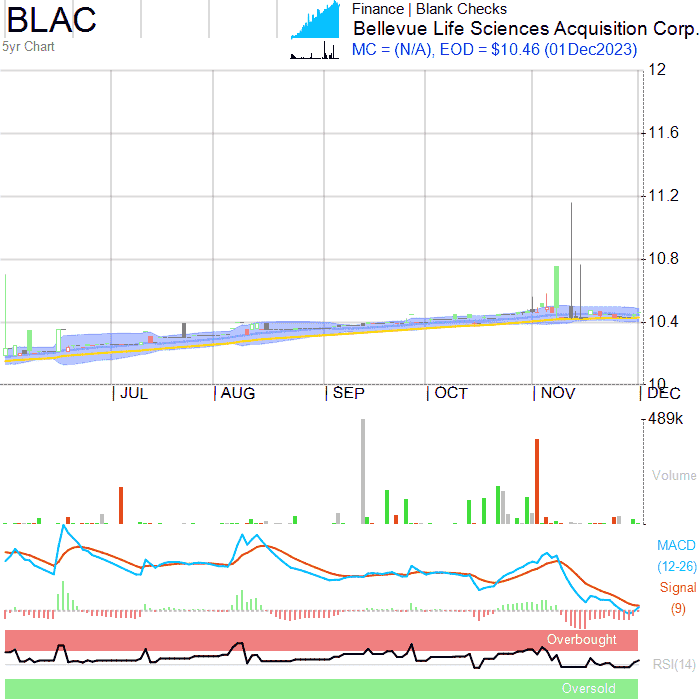 BLAC
5yr Chart
Finance | Blank Checks
Bellevue Life Sciences Acquisition Corp.
MC = (N/A), EOD = $10.46 (01Dec2023)
12
11.6
11.2
10.8
10.4
10
JUL
AUG
SEP
OCT
NOV
DEC
489k
Volume
MACD
(12-26)
Signal
(9)
Overbought
RSI(14)
Oversold